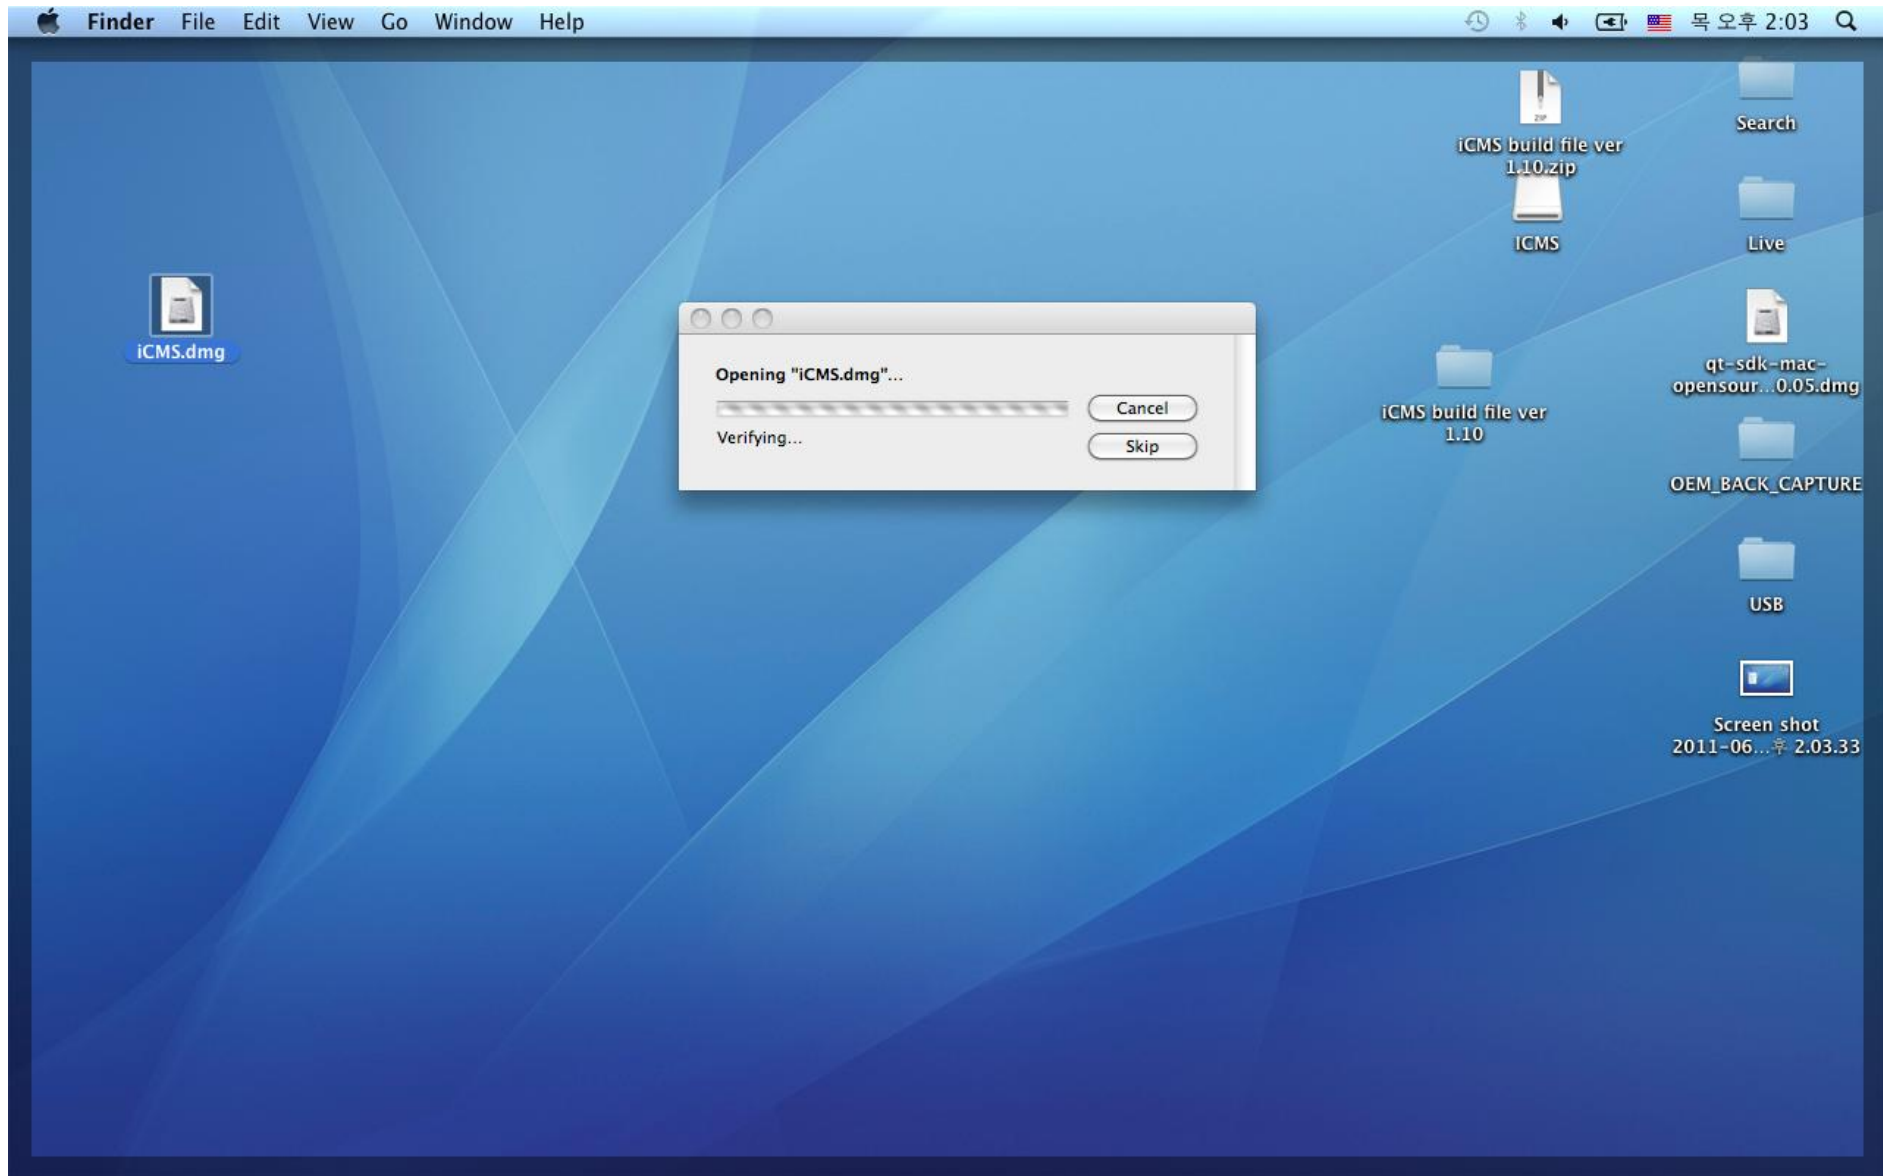 Finder File Edit View Go Window Help
목 오후 2:03
ZIP
iCMS build file ver
1.10.zip
Search
ICMS
Live
iCMS.dmg
Opening "iCMS.dmg"...
Cancel
Verifying...
Skip
iCMS build file ver
1.10
qt-sdk-mac-
opensour...0.05.dmg
OEM_BACK_CAPTURE
USB
Screen shot
2011-06...후 2.03.33